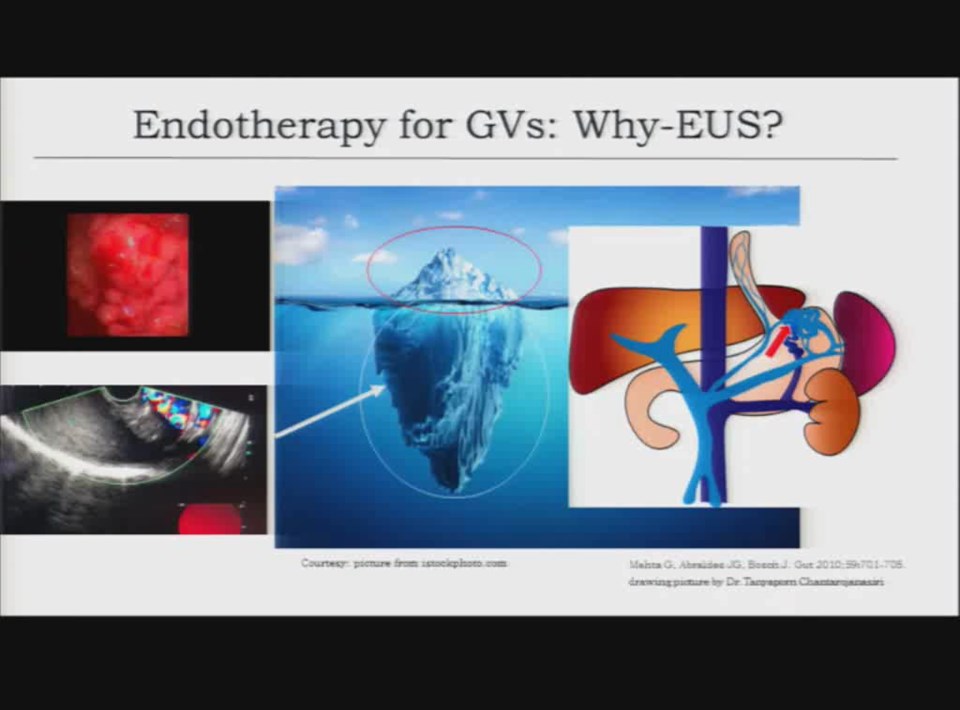 Endotherapy for GVs: Why-EUS?
Courtesy: picture from istockphoto.com
Mehta G, Abraldes JG, Bosch J. Gut 2010;59:701-705.
drawing picture by Dr. Tanyaporn Chantarojanasiri